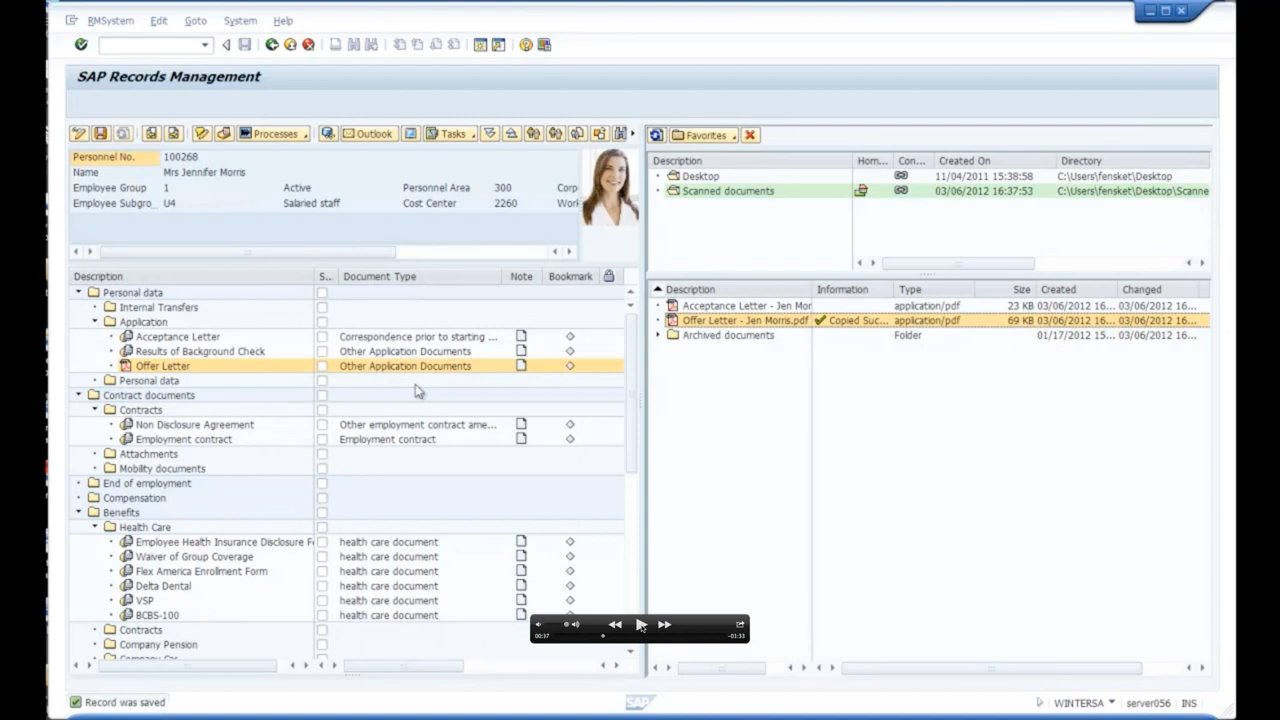 RMSystem Edit Goto System Help
SAP Records Management
Processes Outlook Tasks
Favorites
Personnel No. 100268
Name Mrs Jennifer Morris
Employee Group 1 Active Personnel Area 300 Corp
Employee Subgro_ U4 Salaried staff Cost Center 2260 Work
Description Hom... Con... Created On Directory
Desktop 11/04/2011 15:38:58 C:\Users\fensket\Desktop
Scanned documents 03/06/2012 16:37:53 C:\Users\fensket\Desktop\Scanne
Description S... Document Type Note Bookmark
Personal data
Internal Transfers
Application
Acceptance Letter Correspondence prior to starting ...
Results of Background Check Other Application Documents
Offer Letter Other Application Documents
Personal data
Contract documents
Contracts
Non Disclosure Agreement Other employment contract ame...
Employment contract Employment contract
Attachments
Mobility documents
End of employment
Compensation
Benefits
Health Care
Employee Health Insurance Disclosure F
health care document
Waiver of Group Coverage health care document
Flex America Enrollment Form health care document
Delta Dental health care document
VSP health care document
BCBS-100 health care document
Contracts
Company Pension
Company Car
Description Information Type Size Created Changed
Acceptance Letter - Jen Mor application/pdf 23 KB 03/06/2012 16... 03/06/2012 16...
Offer Letter - Jen Morris.pdf Copied Suc... application/pdf 69 KB 03/06/2012 16... 03/06/2012 16...
Archived documents Folder 01/17/2012 15... 03/06/2012 16...
00:37 -01:33
Record was saved
SAP
WINTERSA server056 INS